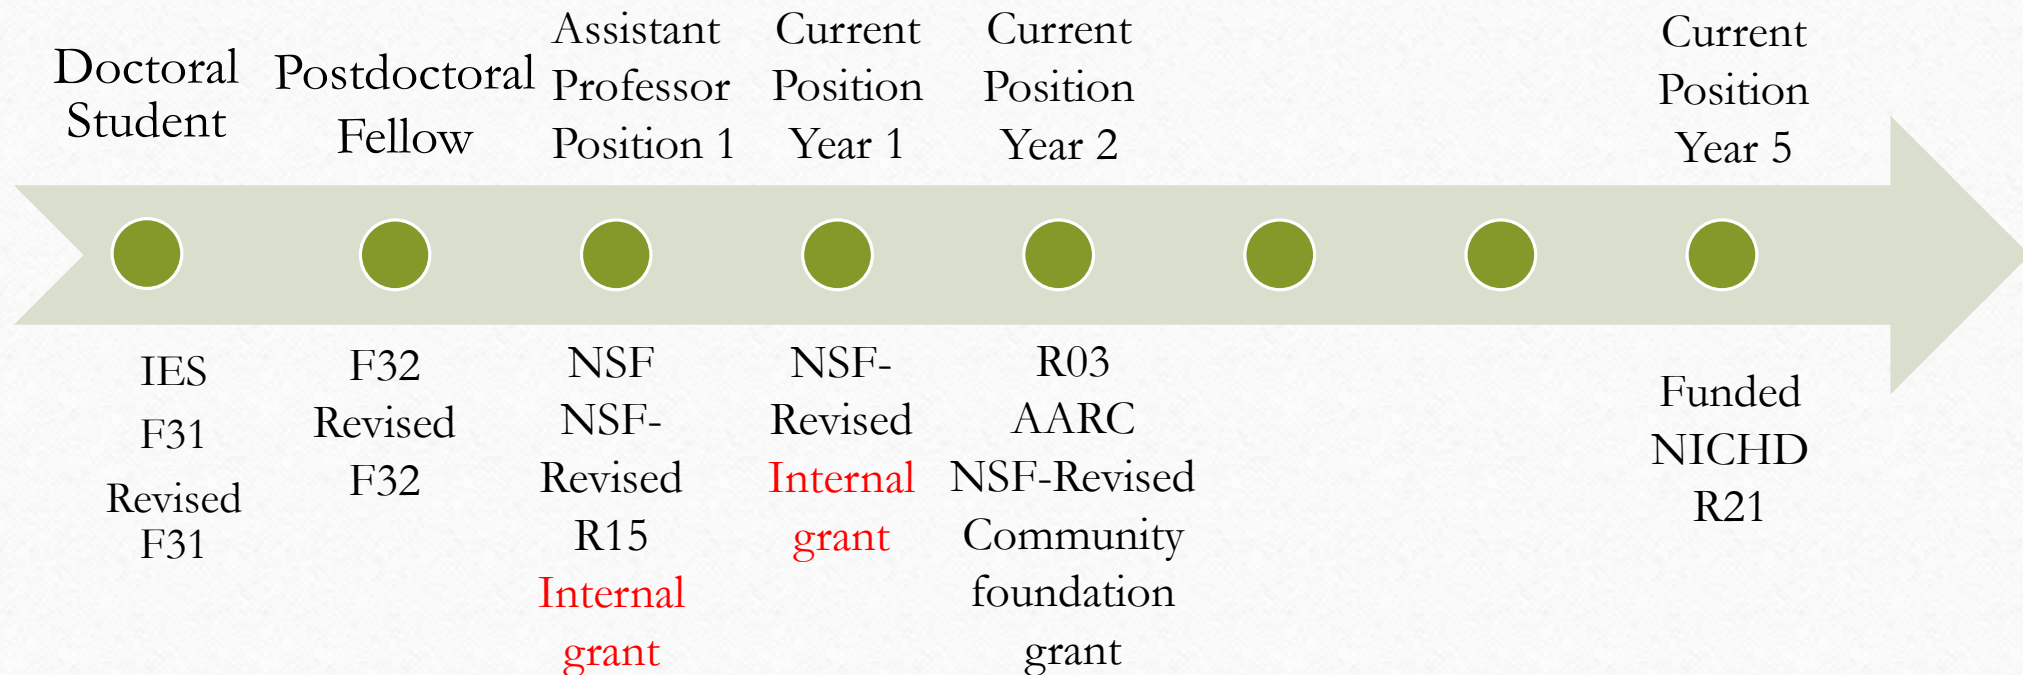 Doctoral
Student
Postdoctoral
Fellow
Assistant
Professor
Position 1
Current
Position
Year 1
Current
Position
Year 2
Current
Position
Year 5
IES
F31
Revised
F31
F32
Revised
F32
NSF
NSF-
Revised
R15
Internal
grant
NSF-
Revised
Internal
grant
R03
AARC
NSF-Revised
Community
foundation
grant
Funded
NICHD
R21